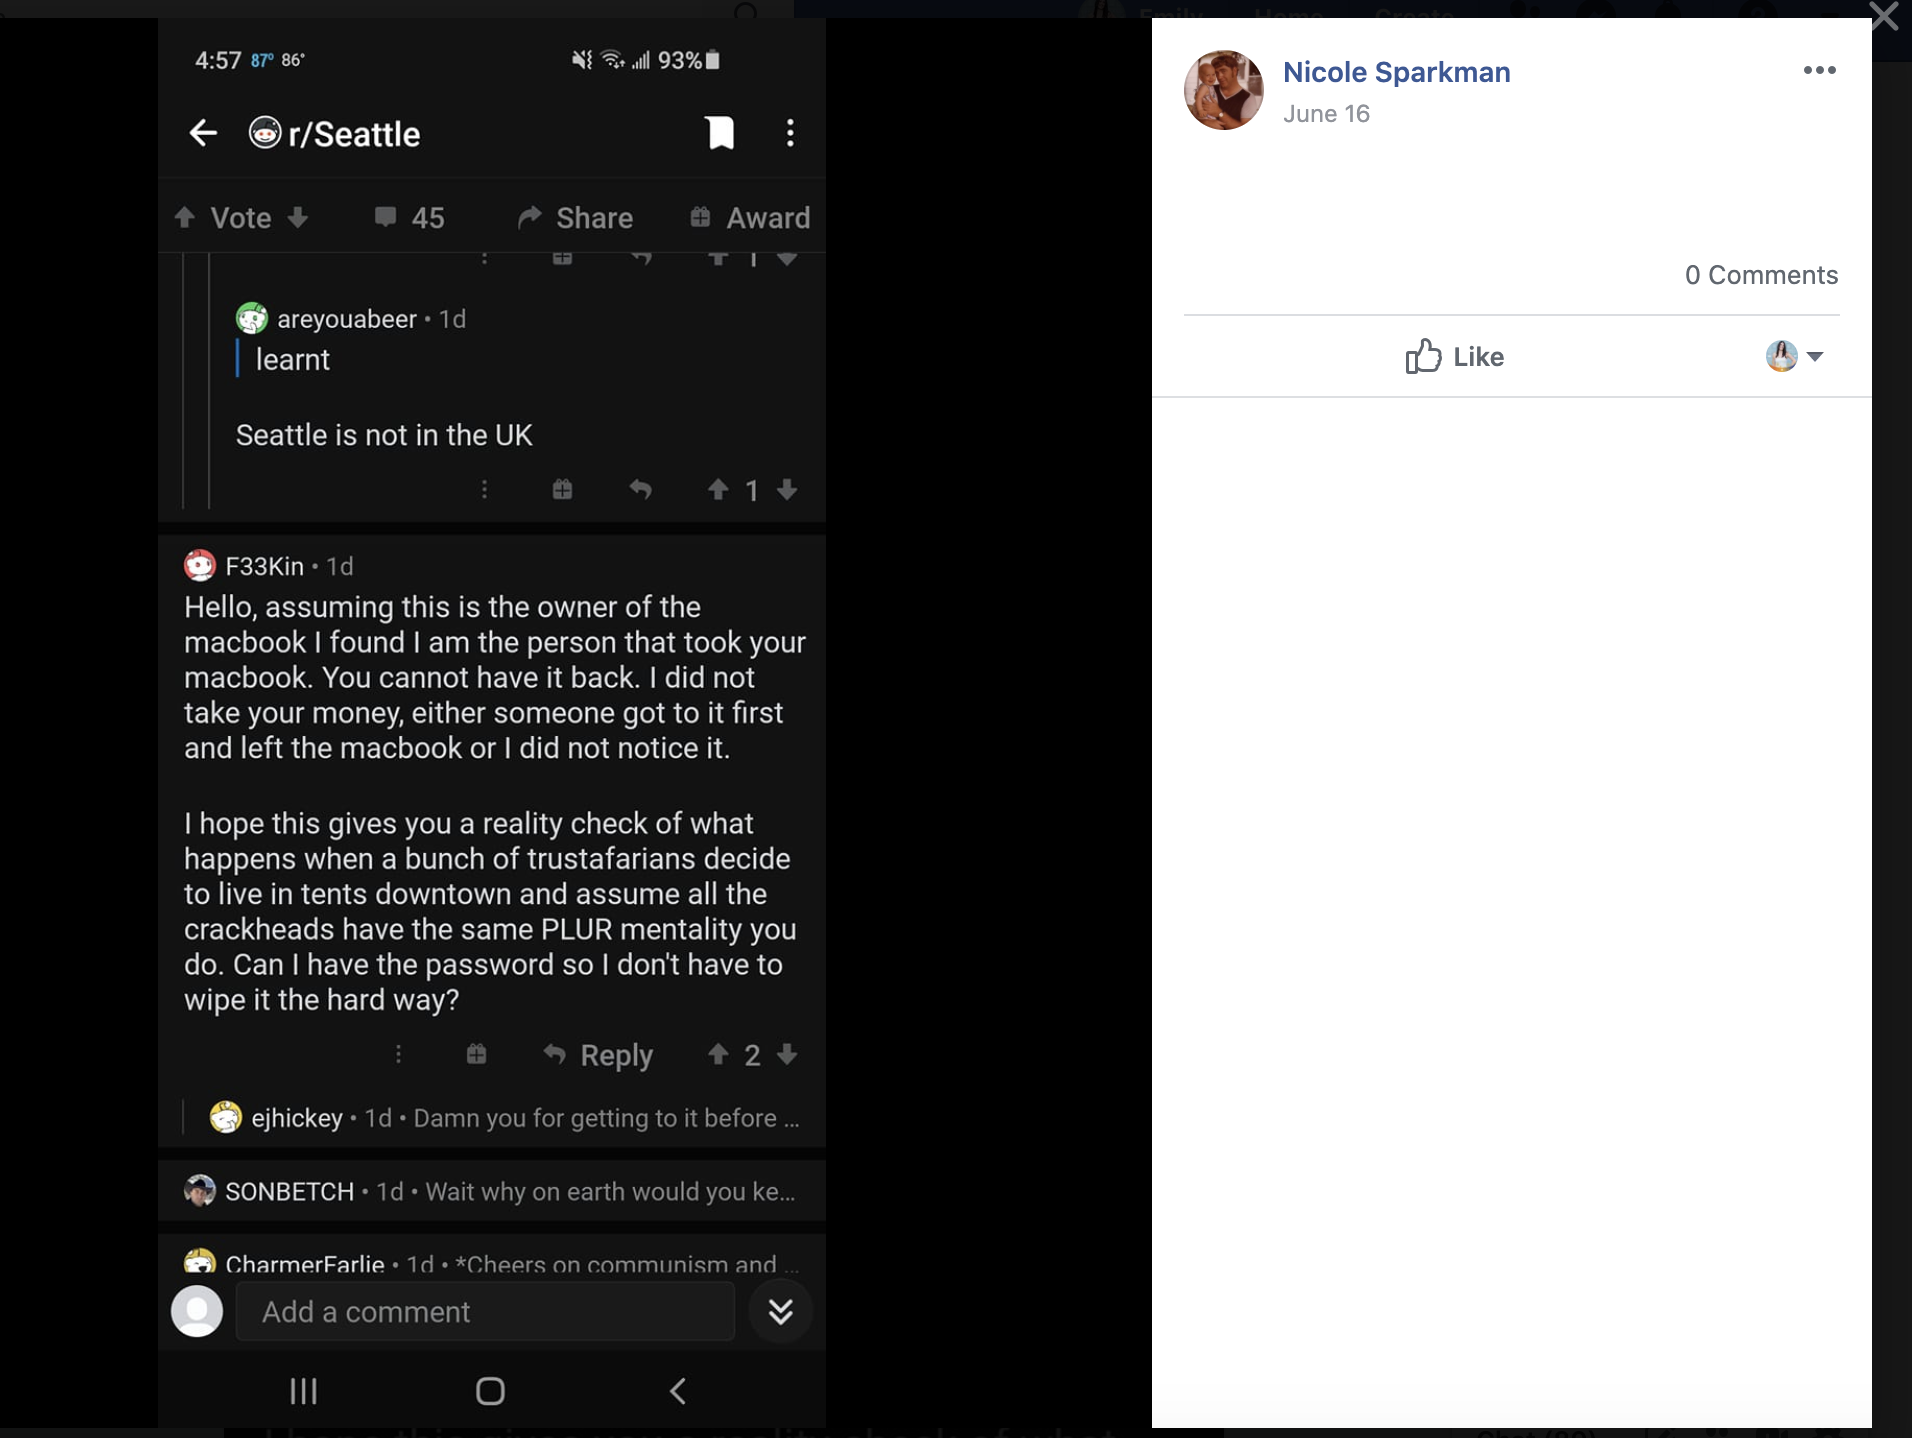 Emily Home Create
4:57 87° 86° 93%
r/Seattle
Vote 45 Share Award
1
areyouabeer • 1d
learnt
Seattle is not in the UK
1
F33Kin • 1d
Hello, assuming this is the owner of the
macbook I found I am the person that took your
macbook. You cannot have it back. I did not
take your money, either someone got to it first
and left the macbook or I did not notice it.
I hope this gives you a reality check of what
happens when a bunch of trustafarians decide
to live in tents downtown and assume all the
crackheads have the same PLUR mentality you
do. Can I have the password so I don't have to
wipe it the hard way?
Reply 2
ejhickey • 1d • Damn you for getting to it before ...
SONBETCH • 1d • Wait why on earth would you ke...
CharmerFarlie • 1d • *Cheers on communism and ...
Add a comment
Nicole Sparkman
June 16
0 Comments
Like